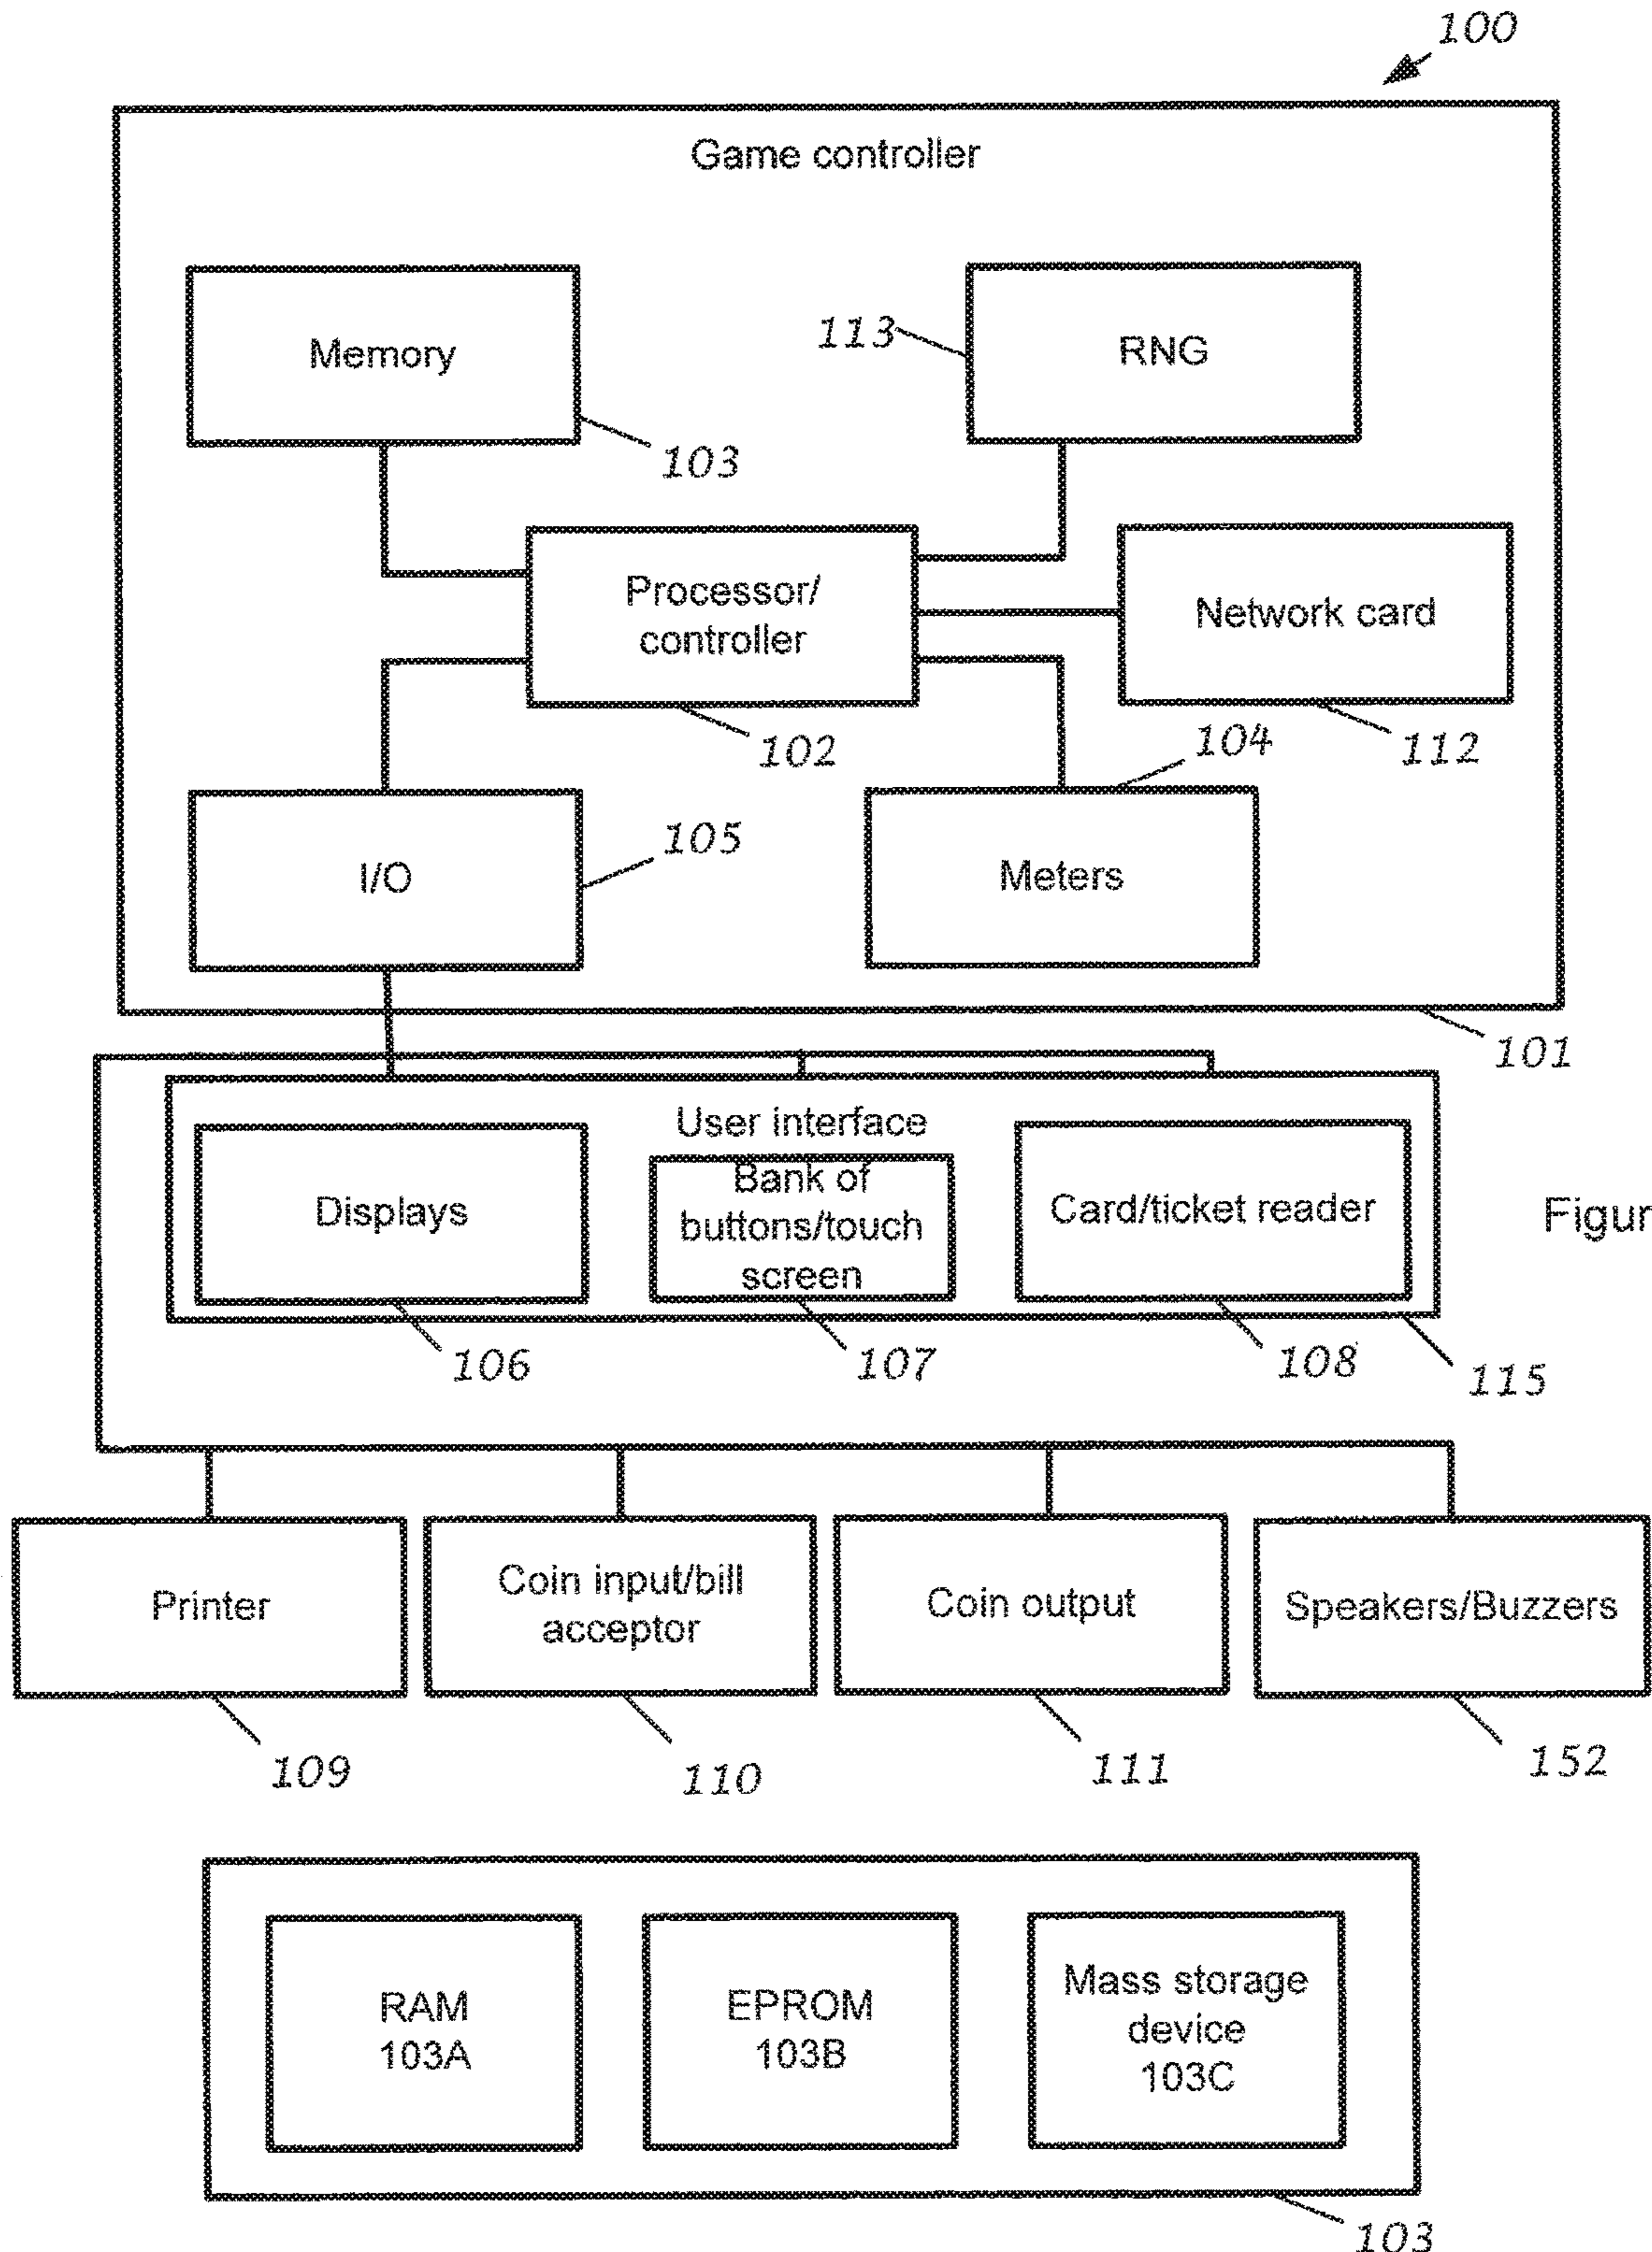 100
Game controller
Memory
113
RNG
103
Processor/
controller
Network card
102
104
112
I/O
105
Meters
101
User interface
Displays
Bank of
buttons/touch
screen
Card/ticket reader
Figur
106
107
108
115
Printer
Coin input/bill
acceptor
Coin output
Speakers/Buzzers
109
110
111
152
RAM
103A
EPROM
103B
Mass storage
device
103C
103